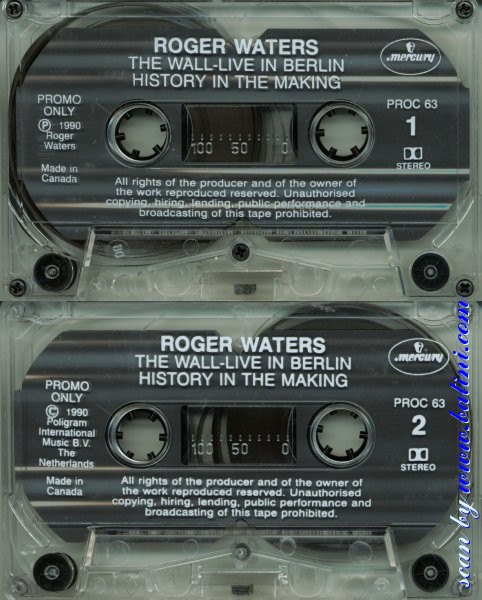 ROGER WATERS
THE WALL-LIVE IN BERLIN
HISTORY IN THE MAKING
mercury
PROMO
ONLY
Ⓟ 1990
Roger
Waters
Made in
Canada
PROC 63
1
STEREO
100 50 0
All rights of the producer and of the owner of
the work reproduced reserved. Unauthorised
copying, hiring, lending, public performance and
broadcasting of this tape prohibited.
ROGER WATERS
THE WALL-LIVE IN BERLIN
HISTORY IN THE MAKING
mercury
PROMO
ONLY
© 1990
Poligram
International
Music B.V.
The
Netherlands
Made in
Canada
PROC 63
2
STEREO
100 50 0
All rights of the producer and of the owner of
the work reproduced reserved. Unauthorised
copying, hiring, lending, public performance and
broadcasting of this tape prohibited.
scan by www.batini.com